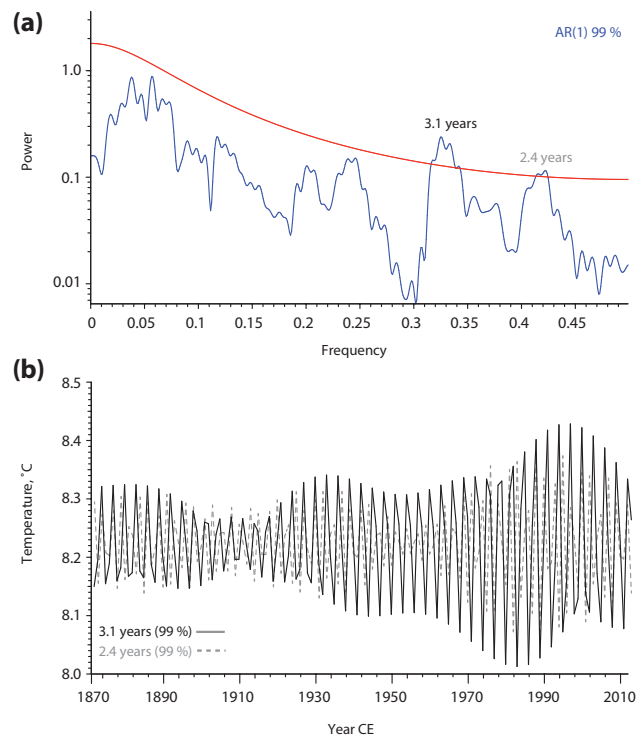 (a)
AR(1) 99 %
1.0
0.1
0.01
Power
3.1 years
2.4 years
0 0.05 0.1 0.15 0.2 0.25 0.3 0.35 0.4 0.45
Frequency
(b)
8.5
8.4
8.3
8.2
8.1
8.0
Temperature, ˚C
3.1 years (99 %)
2.4 years (99 %)
1870 1890 1910 1930 1950 1970 1990 2010
Year CE